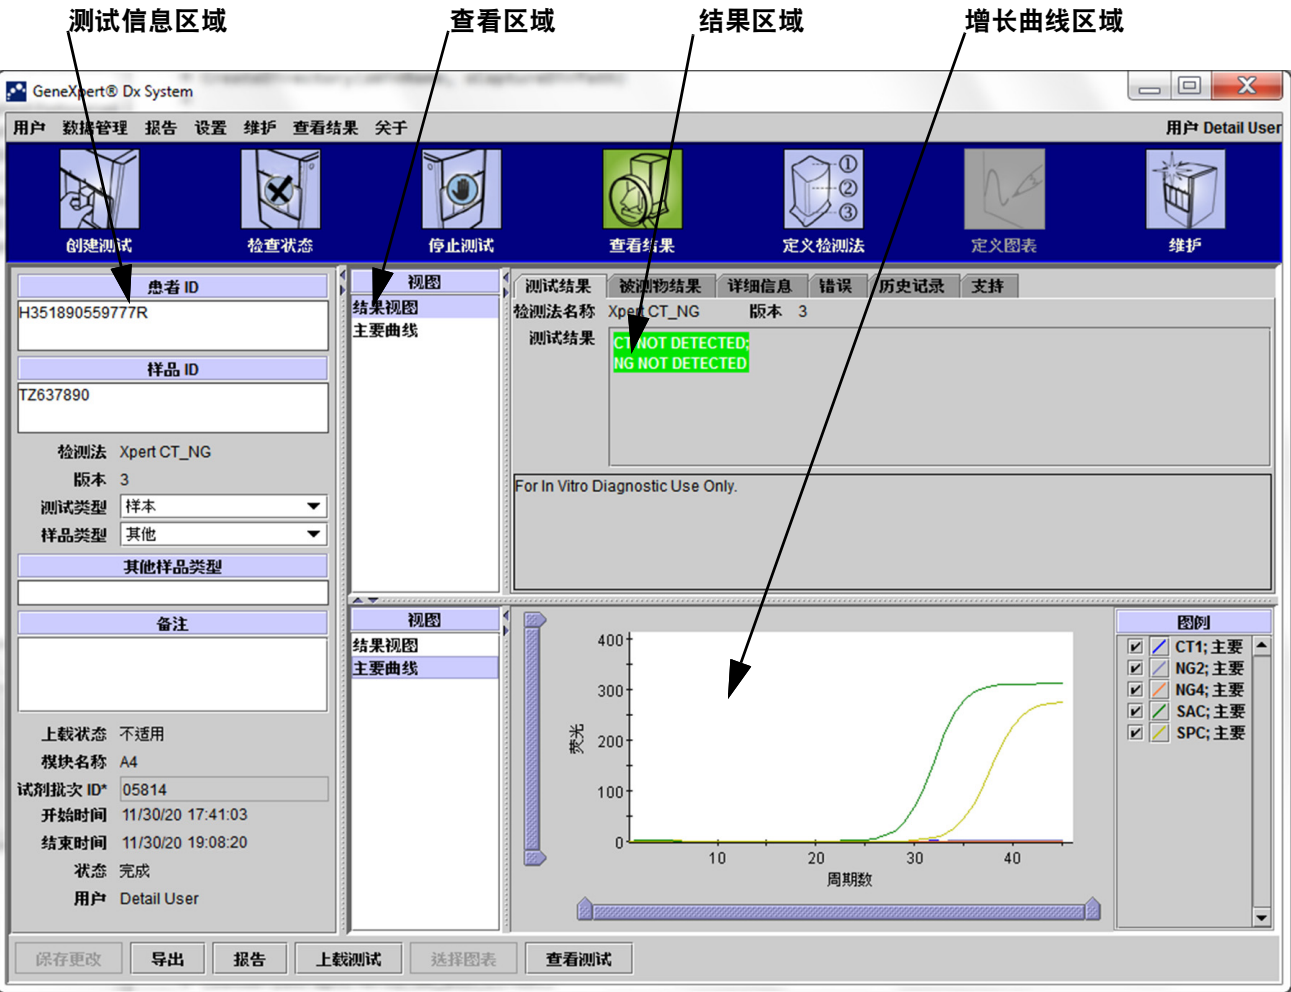 测试信息区域 查看区域 结果区域 增长曲线区域
GeneXpert® Dx System
用户 数据管理 报告 设置 维护 查看结果 关于 用户 Detail User
创建测试 检查状态 停止测试 查看结果 定义检测法 定义图表 维护
① ② ③
患者 ID
H351890559777R
样品 ID
TZ637890
检测法 Xpert CT_NG
版本 3
测试类型 样本
样品类型 其他
其他样品类型
备注
上载状态 不适用
模块名称 A4
试剂批次 ID* 05814
开始时间 11/30/20 17:41:03
结束时间 11/30/20 19:08:20
状态 完成
用户 Detail User
视图
结果视图
主要曲线
测试结果 被测物结果 详细信息 错误 历史记录 支持
检测法名称 Xpert CT_NG 版本 3
测试结果 CT NOT DETECTED;
NG NOT DETECTED
For In Vitro Diagnostic Use Only.
视图
结果视图
主要曲线
荧光
400
300
200
100
0
10 20 30 40
周期数
图例
CT1; 主要
NG2; 主要
NG4; 主要
SAC; 主要
SPC; 主要
保存更改 导出 报告 上载测试 选择图表 查看测试